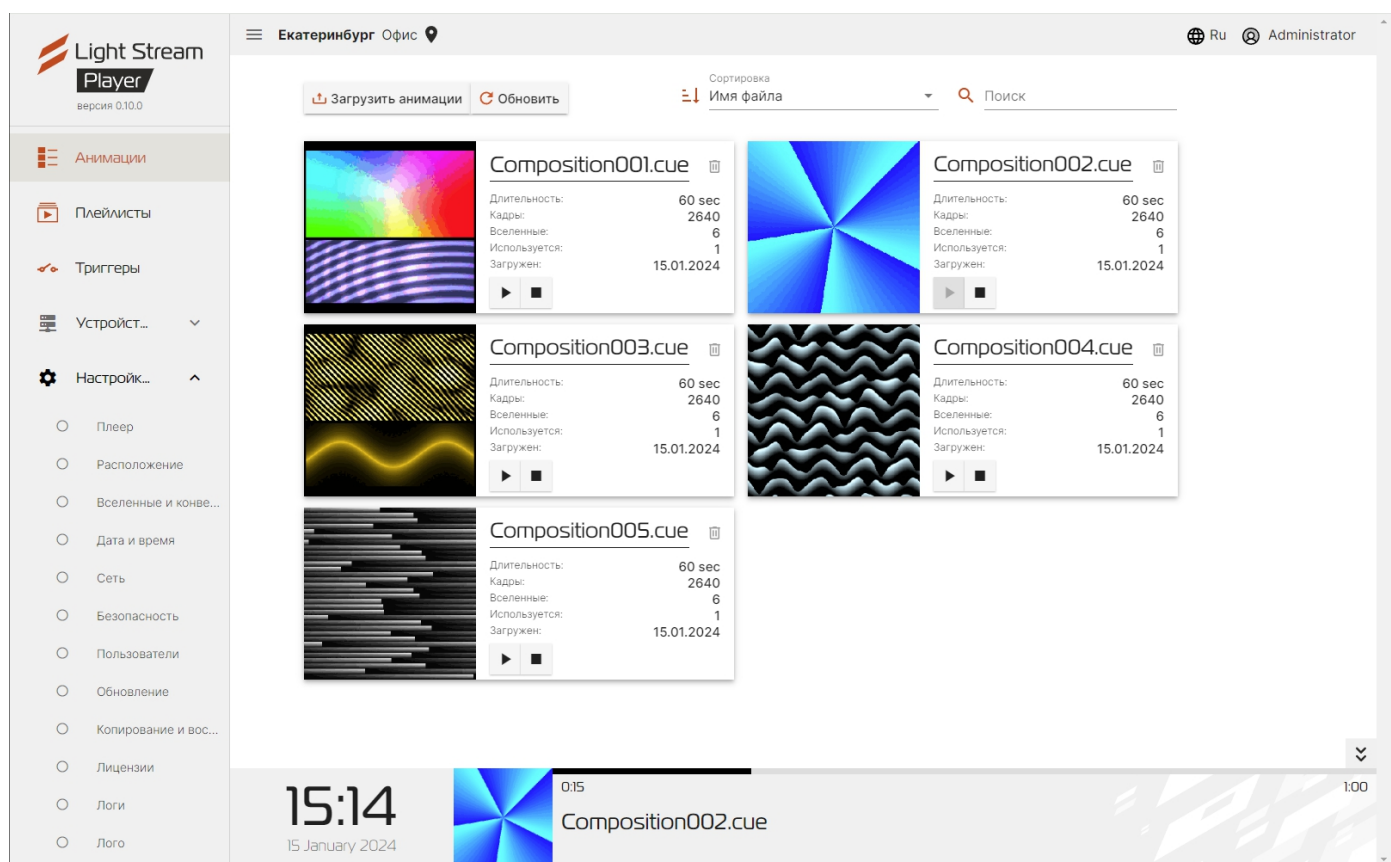 Light Stream
Player
версия 0.10.0
Анимации
Плейлисты
Триггеры
Устройст...
Настройк...
Плеер
Расположение
Вселенные и конве...
Дата и время
Сеть
Безопасность
Пользователи
Обновление
Копирование и вос...
Лицензии
Логи
Лого
Екатеринбург Офис
Ru Administrator
Загрузить анимации Обновить
Сортировка
Имя файла
Поиск
Composition001.cue
Длительность: 60 sec
Кадры: 2640
Вселенные: 6
Используется: 1
Загружен: 15.01.2024
Composition002.cue
Длительность: 60 sec
Кадры: 2640
Вселенные: 6
Используется: 1
Загружен: 15.01.2024
Composition003.cue
Длительность: 60 sec
Кадры: 2640
Вселенные: 6
Используется: 1
Загружен: 15.01.2024
Composition004.cue
Длительность: 60 sec
Кадры: 2640
Вселенные: 6
Используется: 1
Загружен: 15.01.2024
Composition005.cue
Длительность: 60 sec
Кадры: 2640
Вселенные: 6
Используется: 1
Загружен: 15.01.2024
15:14
15 January 2024
0:15 1:00
Composition002.cue